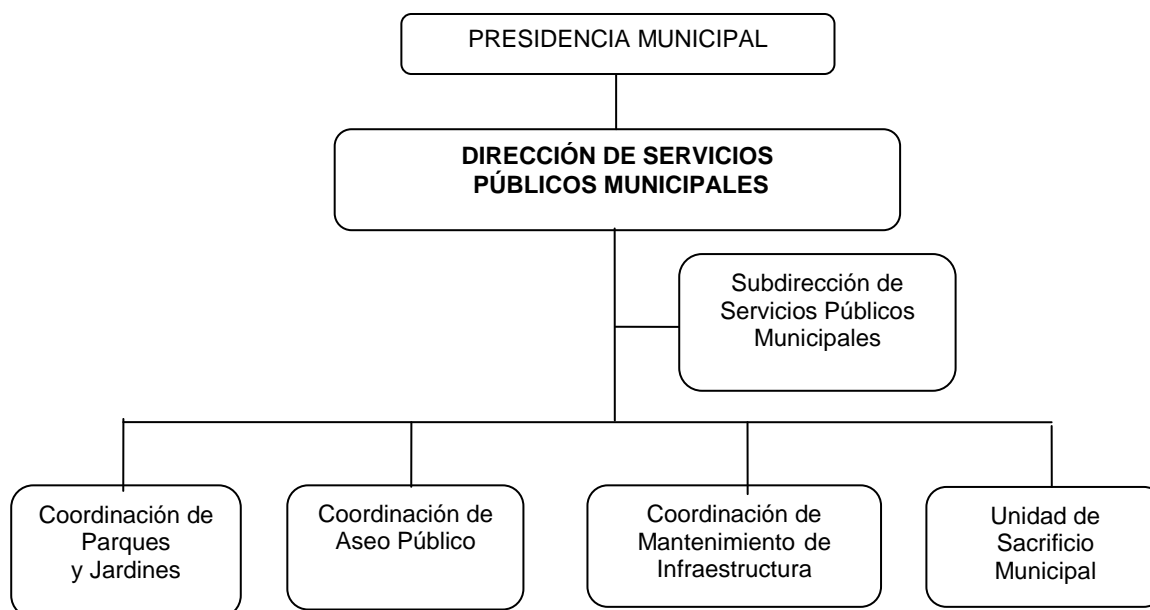 PRESIDENCIA MUNICIPAL
DIRECCIÓN DE SERVICIOS
PÚBLICOS MUNICIPALES
Subdirección de
Servicios Públicos
Municipales
Coordinación de
Parques
y Jardines
Coordinación de
Aseo Público
Coordinación de
Mantenimiento de
Infraestructura
Unidad de
Sacrificio
Municipal